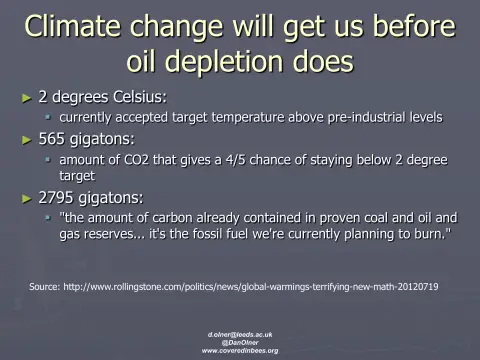 Climate change will get us before
oil depletion does
► 2 degrees Celsius:
▪ currently accepted target temperature above pre-industrial levels
► 565 gigatons:
▪ amount of CO2 that gives a 4/5 chance of staying below 2 degree
target
► 2795 gigatons:
▪ "the amount of carbon already contained in proven coal and oil and
gas reserves... it's the fossil fuel we're currently planning to burn."
Source: http://www.rollingstone.com/politics/news/global-warmings-terrifying-new-math-20120719
d.olner@leeds.ac.uk
@DanOlner
www.coveredinbees.org